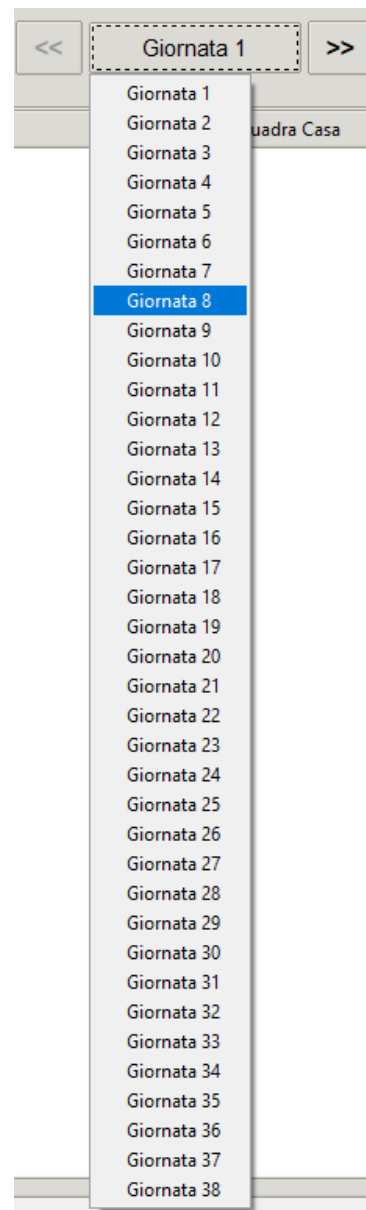 << Giornata 1 >>
Giornata 1
Giornata 2
uadra Casa
Giornata 3
Giornata 4
Giornata 5
Giornata 6
Giornata 7
Giornata 8
Giornata 9
Giornata 10
Giornata 11
Giornata 12
Giornata 13
Giornata 14
Giornata 15
Giornata 16
Giornata 17
Giornata 18
Giornata 19
Giornata 20
Giornata 21
Giornata 22
Giornata 23
Giornata 24
Giornata 25
Giornata 26
Giornata 27
Giornata 28
Giornata 29
Giornata 30
Giornata 31
Giornata 32
Giornata 33
Giornata 34
Giornata 35
Giornata 36
Giornata 37
Giornata 38